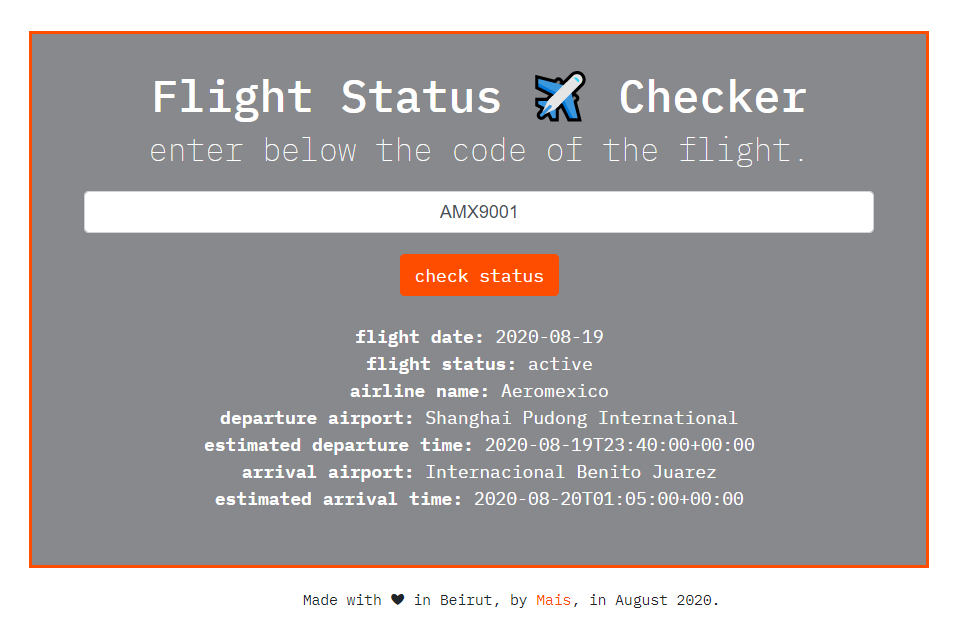 Flight Status ✈️ Checker
enter below the code of the flight.
AMX9001
check status
flight date: 2020-08-19
flight status: active
airline name: Aeromexico
departure airport: Shanghai Pudong International
estimated departure time: 2020-08-19T23:40:00+00:00
arrival airport: Internacional Benito Juarez
estimated arrival time: 2020-08-20T01:05:00+00:00
Made with ♥ in Beirut, by Mais, in August 2020.